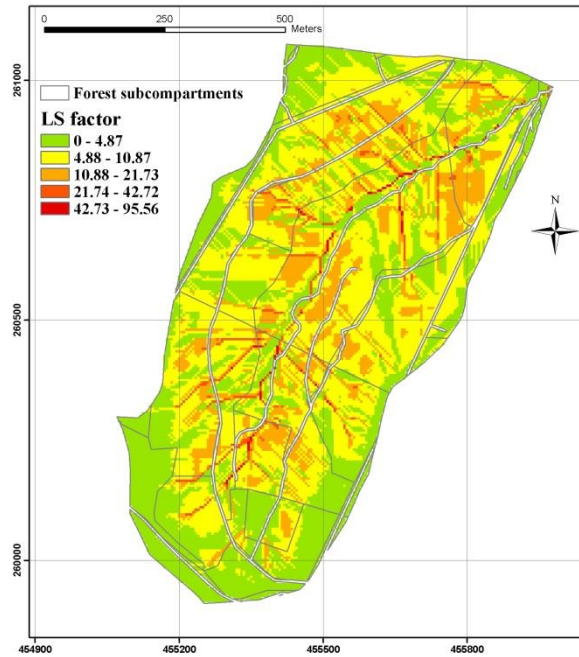 0 250 500
Meters
Forest subcompartments
LS factor
0 - 4.87
4.88 - 10.87
10.88 - 21.73
21.74 - 42.72
42.73 - 95.56
N
261000
260500
260000
454900 455200 455500 455800